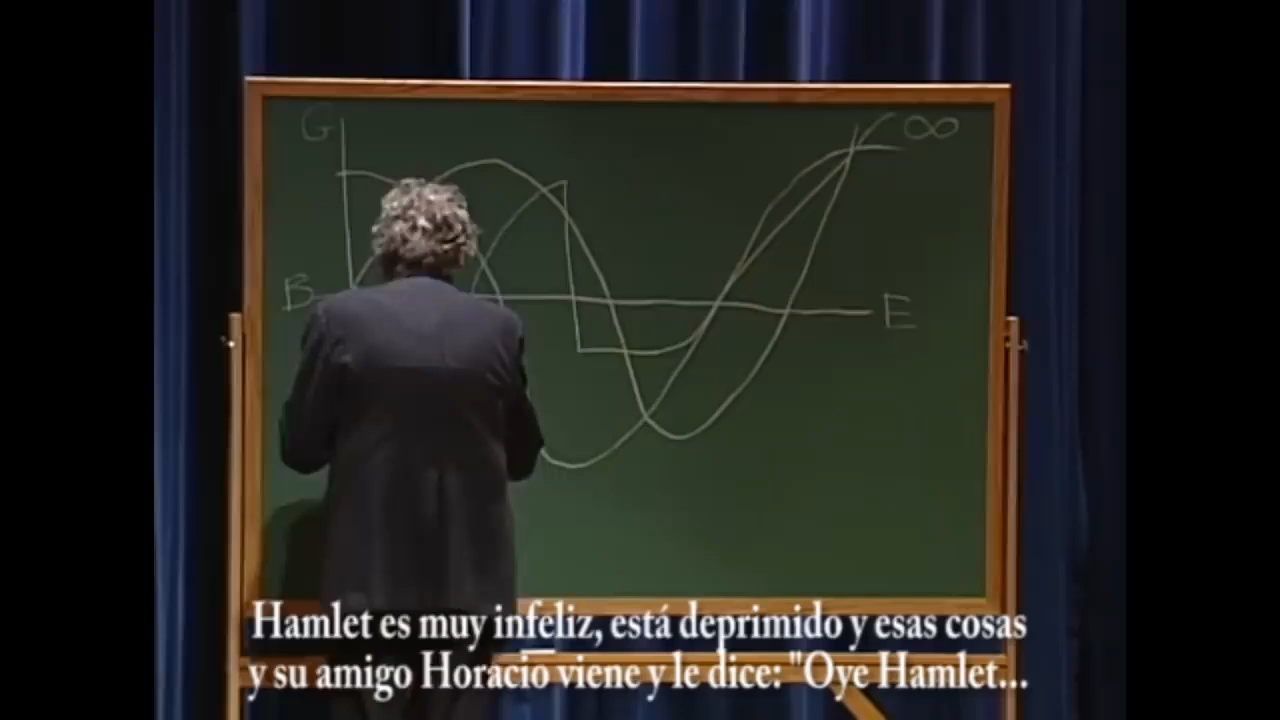 G
∞
B
E
Hamlet es muy infeliz, está deprimido y esas cosas
y su amigo Horacio viene y le dice: "Oye Hamlet...